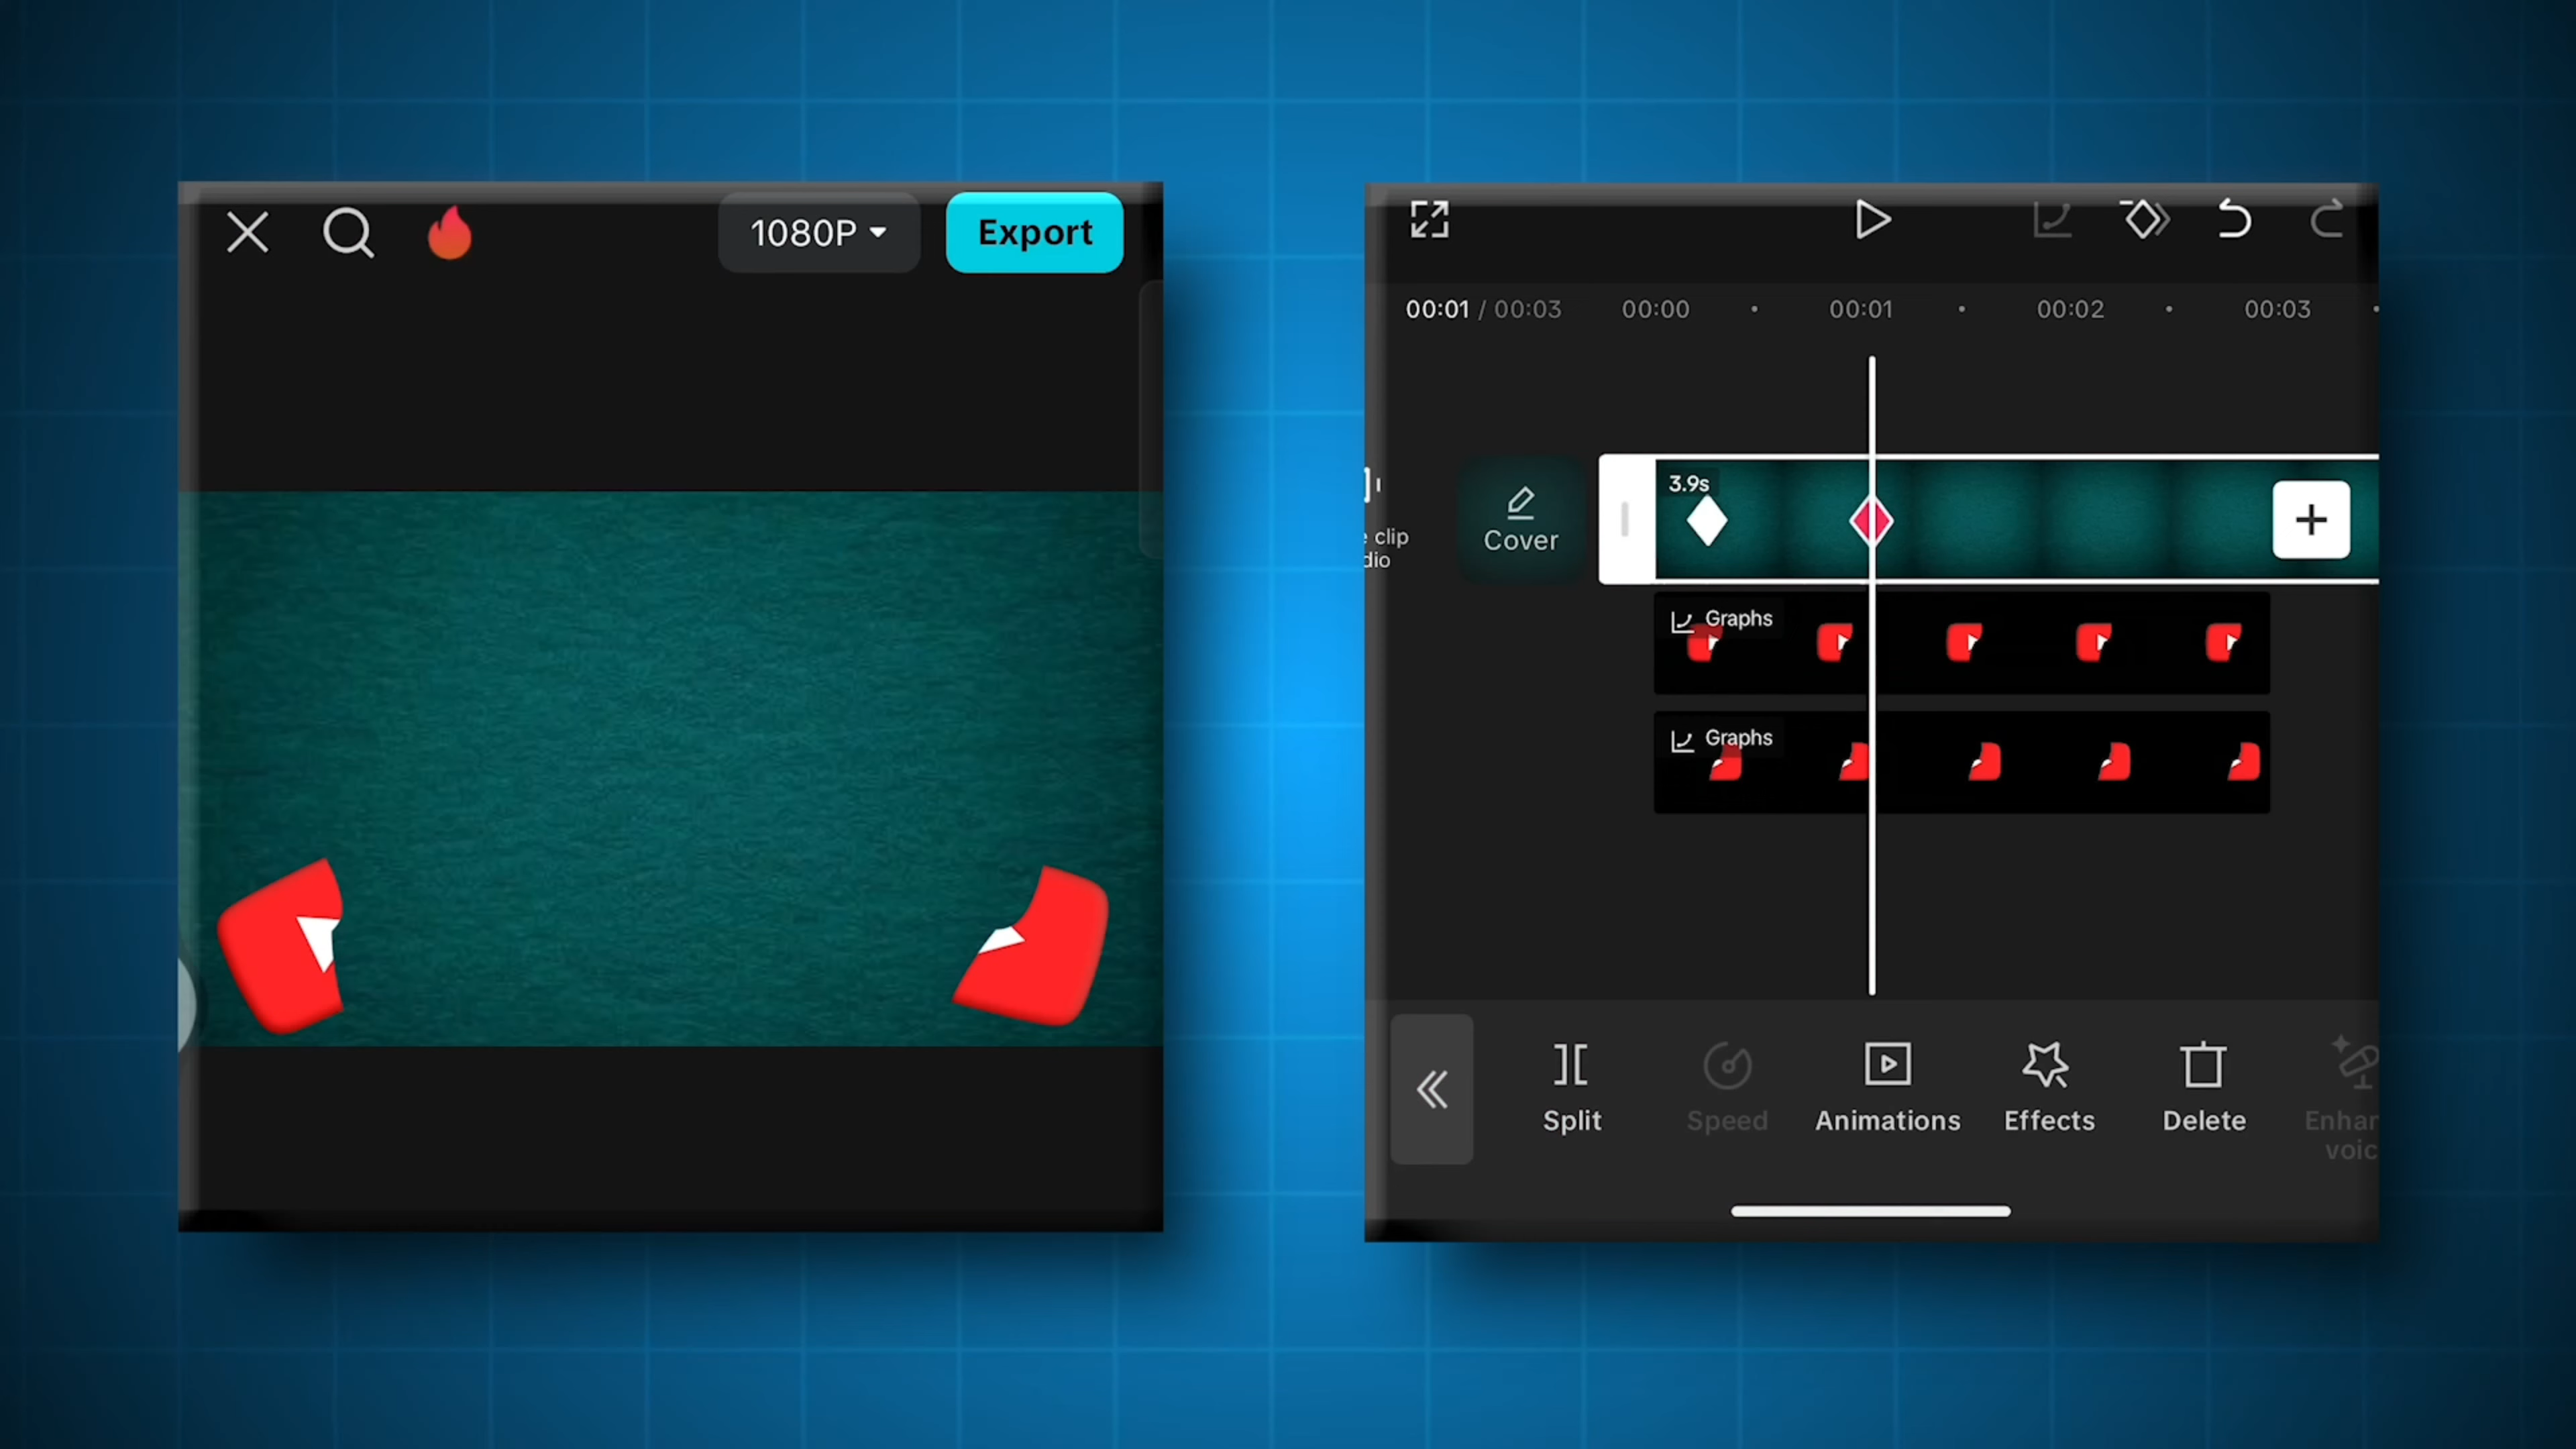 1080P
Export
00:01 / 00:03
00:00
00:01
00:02
00:03
3.9s
clip
dio
Cover
Graphs
Graphs
Split
Speed
Animations
Effects
Delete
Enhan
voic